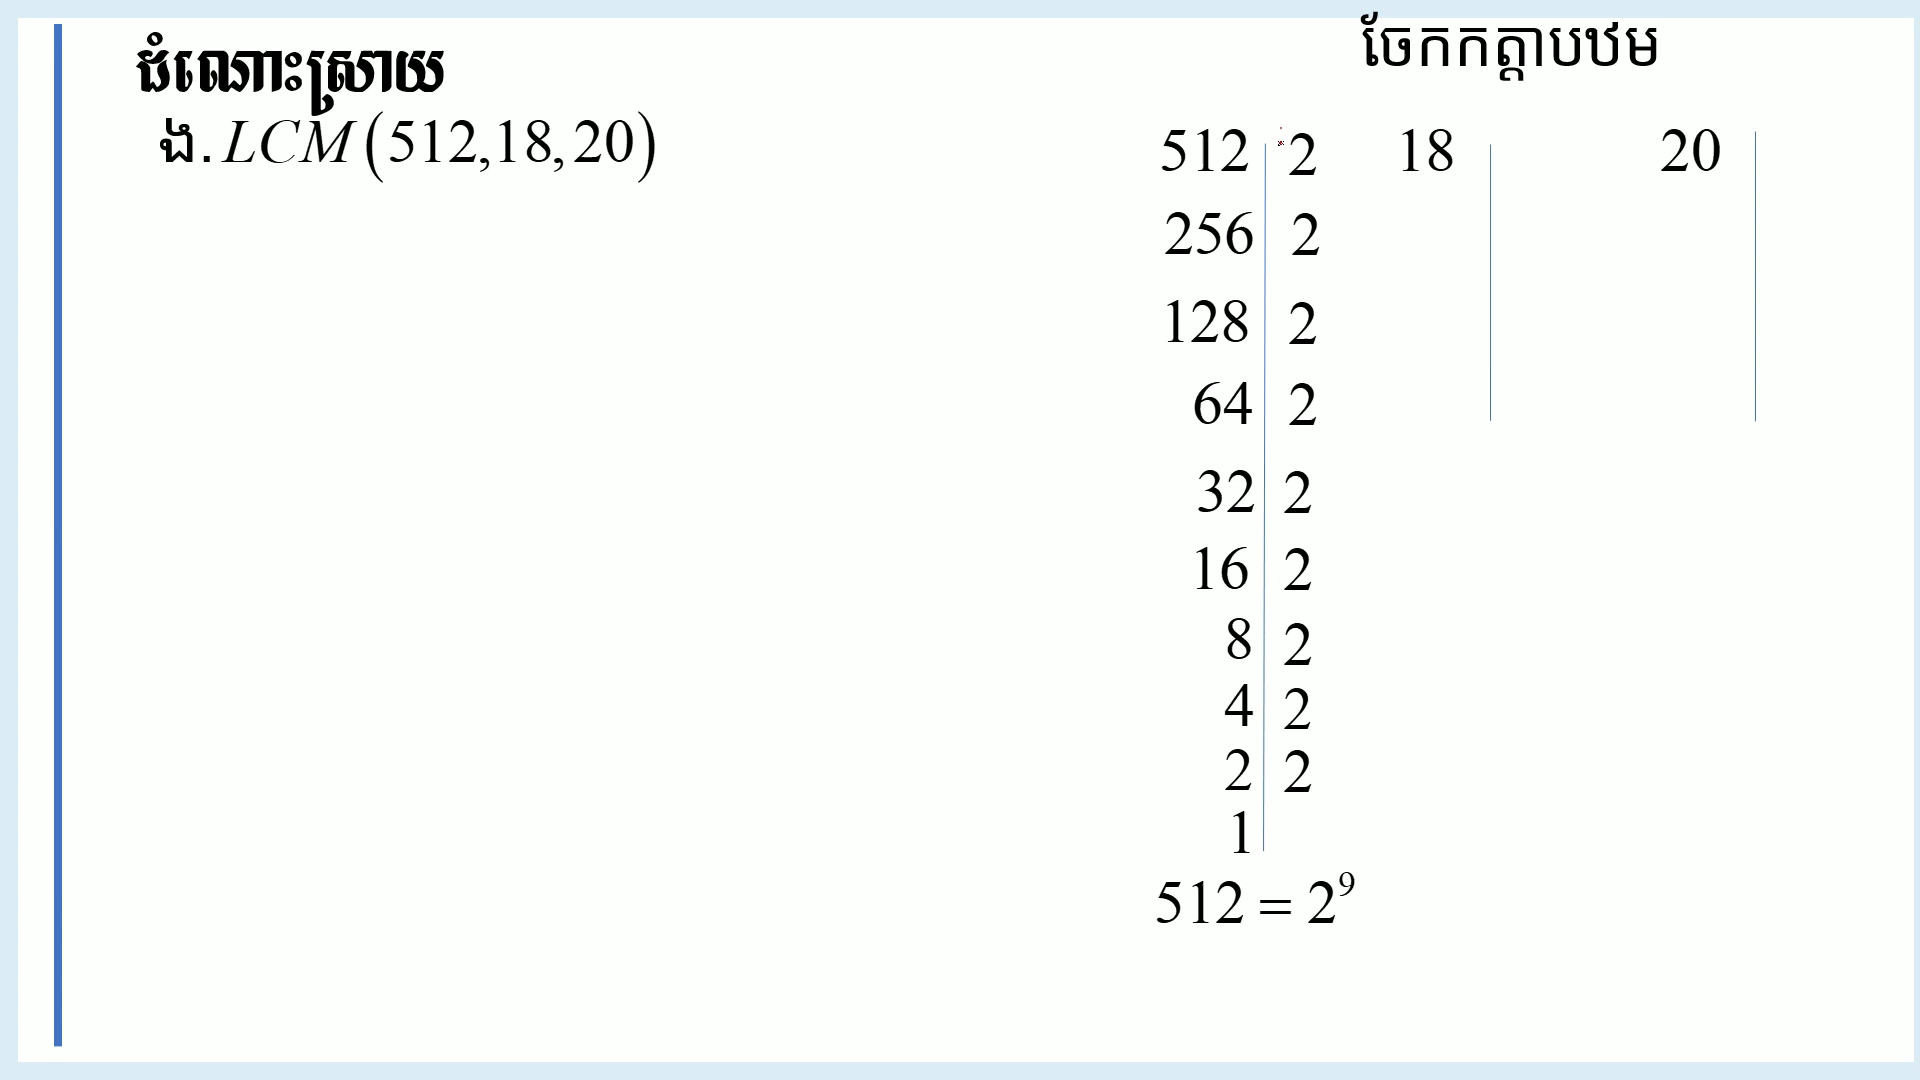 ដំណោះស្រាយ
ង. LCM(512,18,20)
ចែកកត្តាបឋម
512 2 18 20
256 2
128 2
64 2
32 2
16 2
8 2
4 2
2 2
1
512 = 2⁹